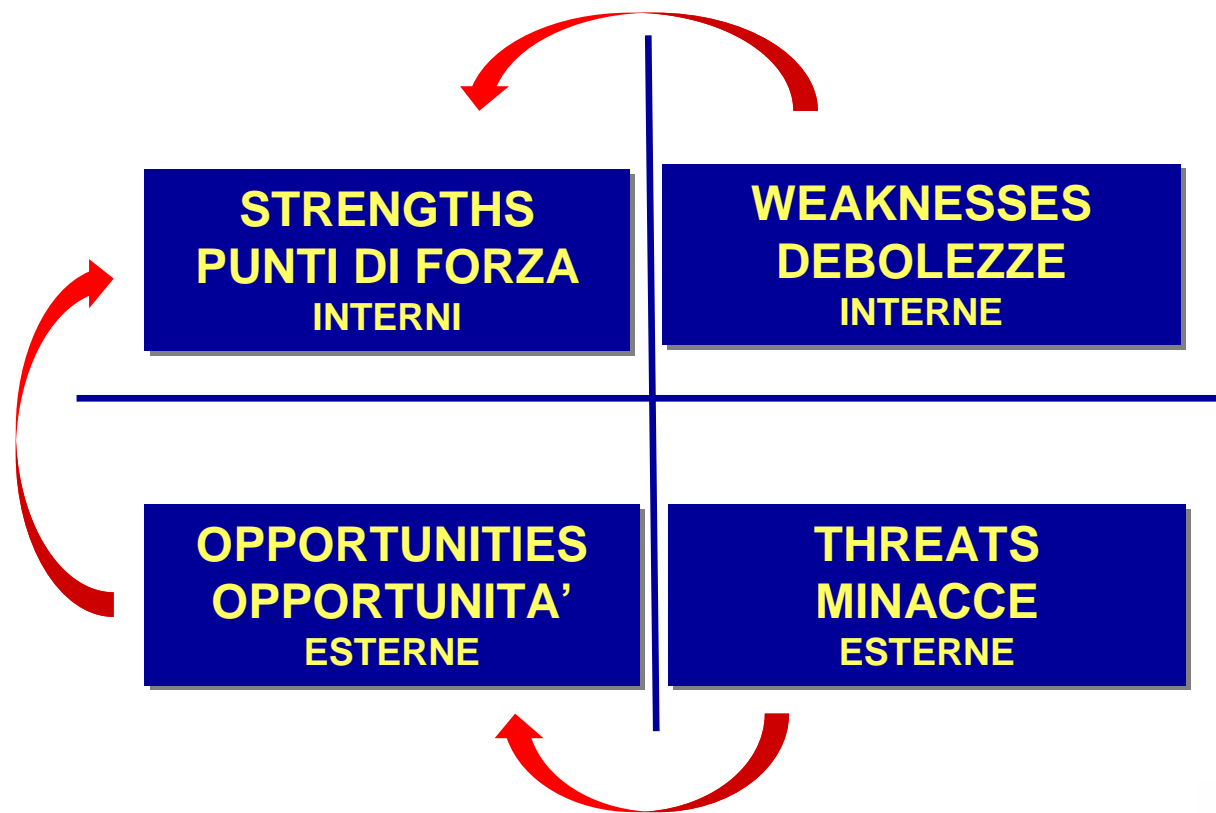 STRENGTHS
PUNTI DI FORZA
INTERNI
WEAKNESSES
DEBOLEZZE
INTERNE
OPPORTUNITIES
OPPORTUNITA’
ESTERNE
THREATS
MINACCE
ESTERNE